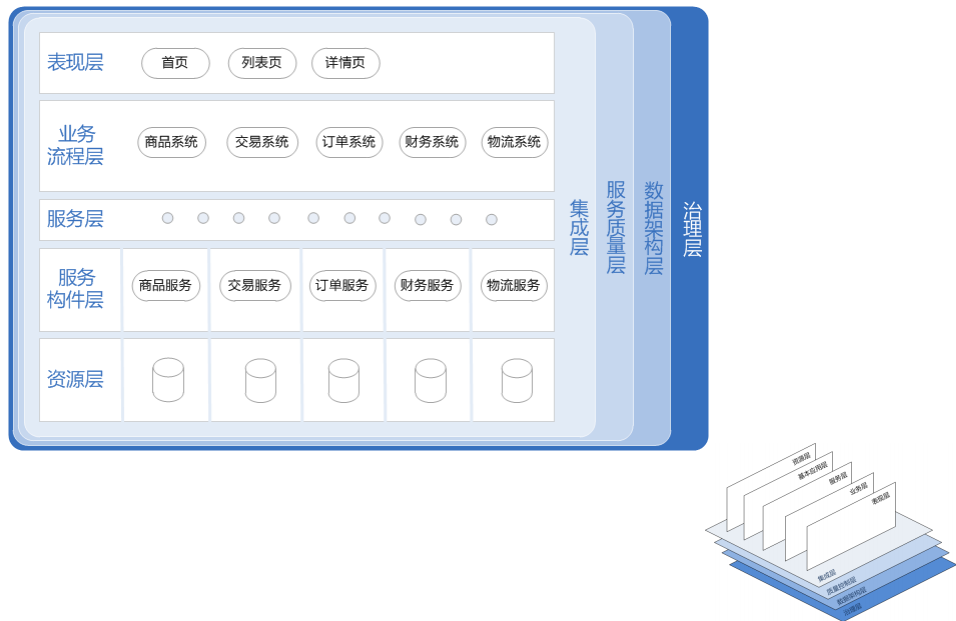 表现层
首页
列表页
详情页
业务
流程层
商品系统
交易系统
订单系统
财务系统
物流系统
服务层
服务
构件层
商品服务
交易服务
订单服务
财务服务
物流服务
资源层
集成层
服务质量层
数据架构层
治理层
资源层
基本应用层
服务层
业务层
表现层
集成层
质量控制层
数据架构层
治理层